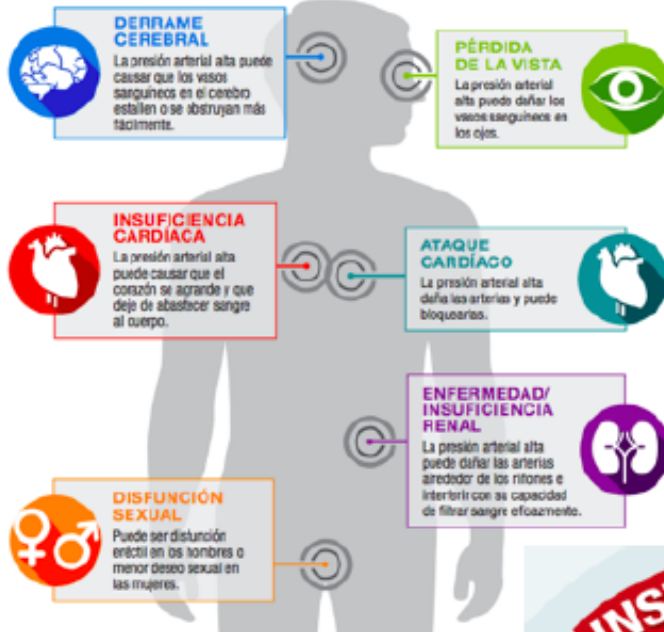 DERRAME
CEREBRAL
La presión arterial alta puede
causar que los vasos
sanguíneos en el cerebro
estallen o se obstruyan más
fácilmente.
PÉRDIDA
DE LA VISTA
La presión arterial
alta puede dañar los
vasos sanguíneos en
los ojos.
INSUFICIENCIA
CARDÍACA
La presión arterial alta
puede causar que el
corazón se agrande y que
deje de abastecer sangre
al cuerpo.
ATAQUE
CARDÍACO
La presión arterial alta
daña las arterias y puede
bloquearlas.
ENFERMEDAD/
INSUFICIENCIA
RENAL
La presión arterial alta
puede dañar las arterias
alrededor de los riñones e
interferir con su capacidad
de filtrar sangre eficazmente.
DISFUNCIÓN
SEXUAL
Puede ser disfunción
eréctil en los hombres o
menor deseo sexual en
las mujeres.
INS